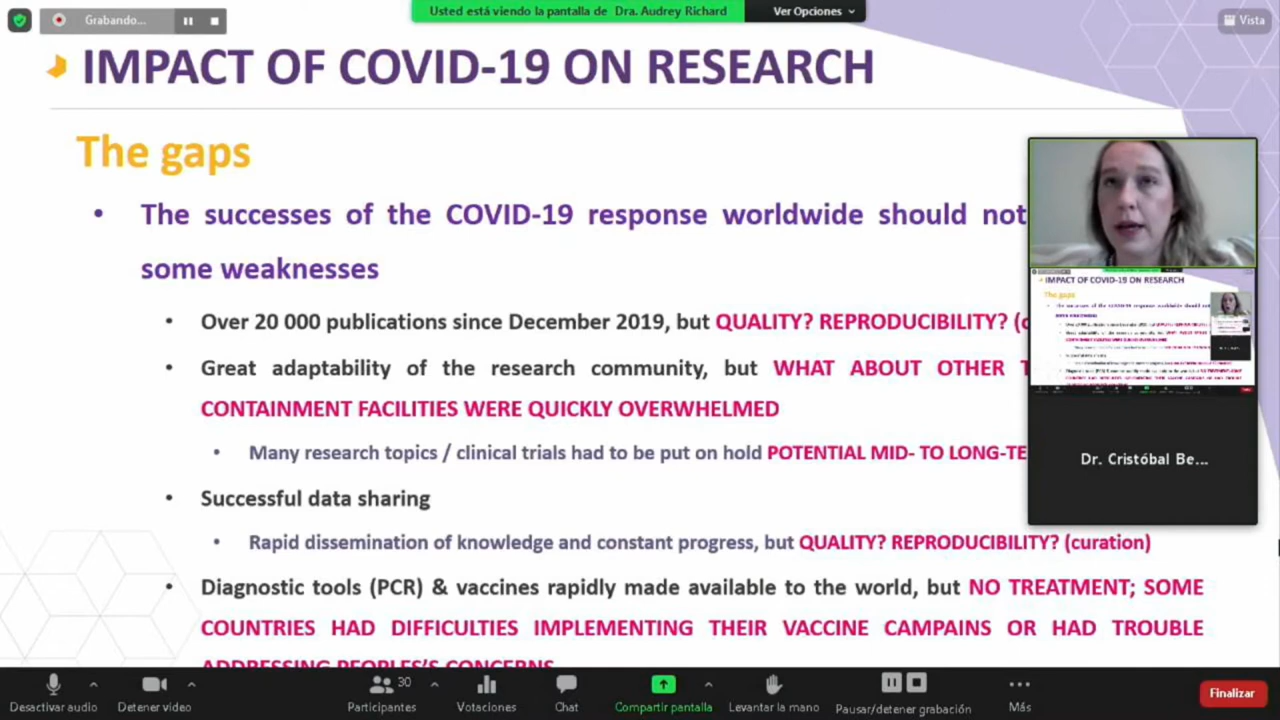 Grabando...
Usted está viendo la pantalla de Dra. Audrey Richard
Ver Opciones
Vista
IMPACT OF COVID-19 ON RESEARCH
The gaps
• The successes of the COVID-19 response worldwide should not
some weaknesses
• Over 20 000 publications since December 2019, but QUALITY? REPRODUCIBILITY?
• Great adaptability of the research community, but WHAT ABOUT OTHER
CONTAINMENT FACILITIES WERE QUICKLY OVERWHELMED
• Many research topics / clinical trials had to be put on hold POTENTIAL MID- TO LONG-TE
• Successful data sharing
• Rapid dissemination of knowledge and constant progress, but QUALITY? REPRODUCIBILITY? (curation)
• Diagnostic tools (PCR) & vaccines rapidly made available to the world, but NO TREATMENT; SOME
COUNTRIES HAD DIFFICULTIES IMPLEMENTING THEIR VACCINE CAMPAINS OR HAD TROUBLE
ADDRESSING PEOPLES'S CONCERNS
IMPACT OF COVID-19 ON RESEARCH
The gaps
Dr. Cristóbal Be...
Desactivar audio
Detener video
Participantes
30
Votaciones
Chat
Compartir pantalla
Levantar la mano
Pausar/detener grabación
Más
Finalizar